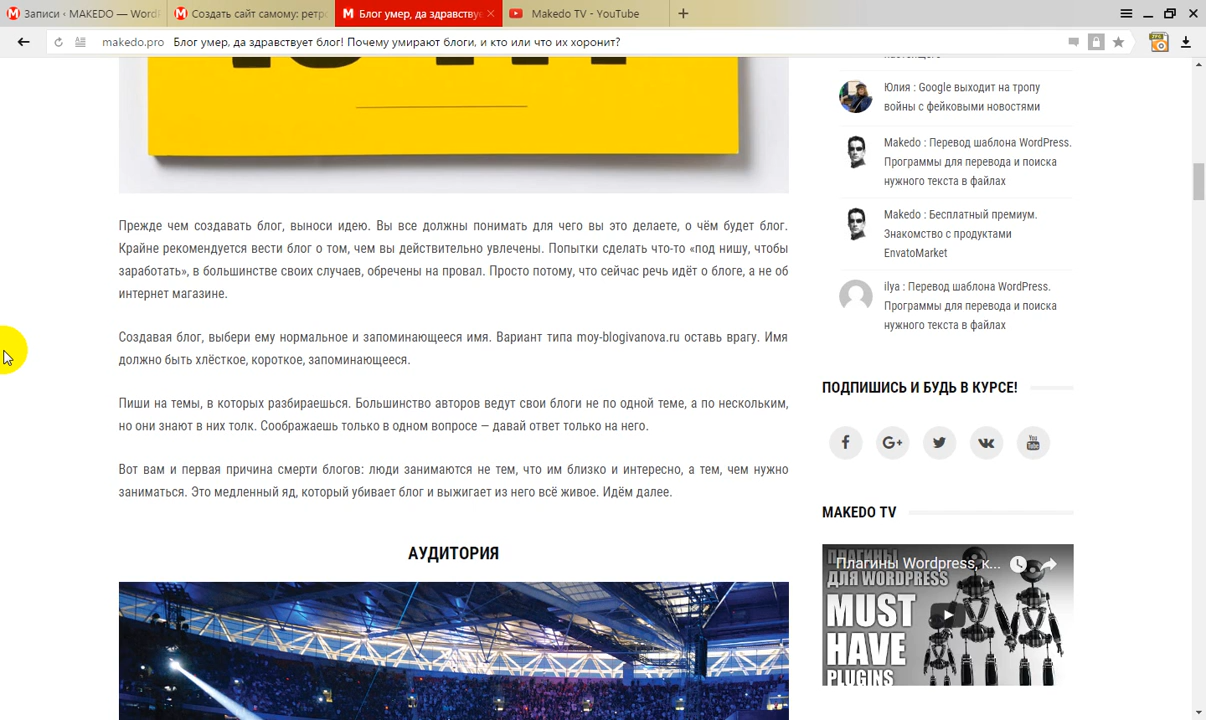 Записи ‹ MAKEDO — Word
Создать сайт самому: ретро
Блог умер, да здравствуе
Makedo TV - YouTube
makedo.pro Блог умер, да здравствует блог! Почему умирают блоги, и кто или что их хоронит?
Прежде чем создавать блог, выноси идею. Вы все должны понимать для чего вы это делаете, о чём будет блог.
Крайне рекомендуется вести блог о том, чем вы действительно увлечены. Попытки сделать что-то «под нишу, чтобы
заработать», в большинстве своих случаев, обречены на провал. Просто потому, что сейчас речь идёт о блоге, а не об
интернет магазине.
Создавая блог, выбери ему нормальное и запоминающееся имя. Вариант типа moy-blogivanova.ru оставь врагу. Имя
должно быть хлёсткое, короткое, запоминающееся.
Пиши на темы, в которых разбираешься. Большинство авторов ведут свои блоги не по одной теме, а по нескольким,
но они знают в них толк. Соображаешь только в одном вопросе — давай ответ только на него.
Вот вам и первая причина смерти блогов: люди занимаются не тем, что им близко и интересно, а тем, чем нужно
заниматься. Это медленный яд, который убивает блог и выжигает из него всё живое. Идём далее.
АУДИТОРИЯ
Юлия : Google выходит на тропу
войны с фейковыми новостями
Makedo : Перевод шаблона WordPress.
Программы для перевода и поиска
нужного текста в файлах
Makedo : Бесплатный премиум.
Знакомство с продуктами
EnvatoMarket
ilya : Перевод шаблона WordPress.
Программы для перевода и поиска
нужного текста в файлах
ПОДПИШИСЬ И БУДЬ В КУРСЕ!
MAKEDO TV
Плагины Wordpress, к...
ПЛАГИНЫ
ДЛЯ WORDPRESS
MUST
HAVE
PLUGINS